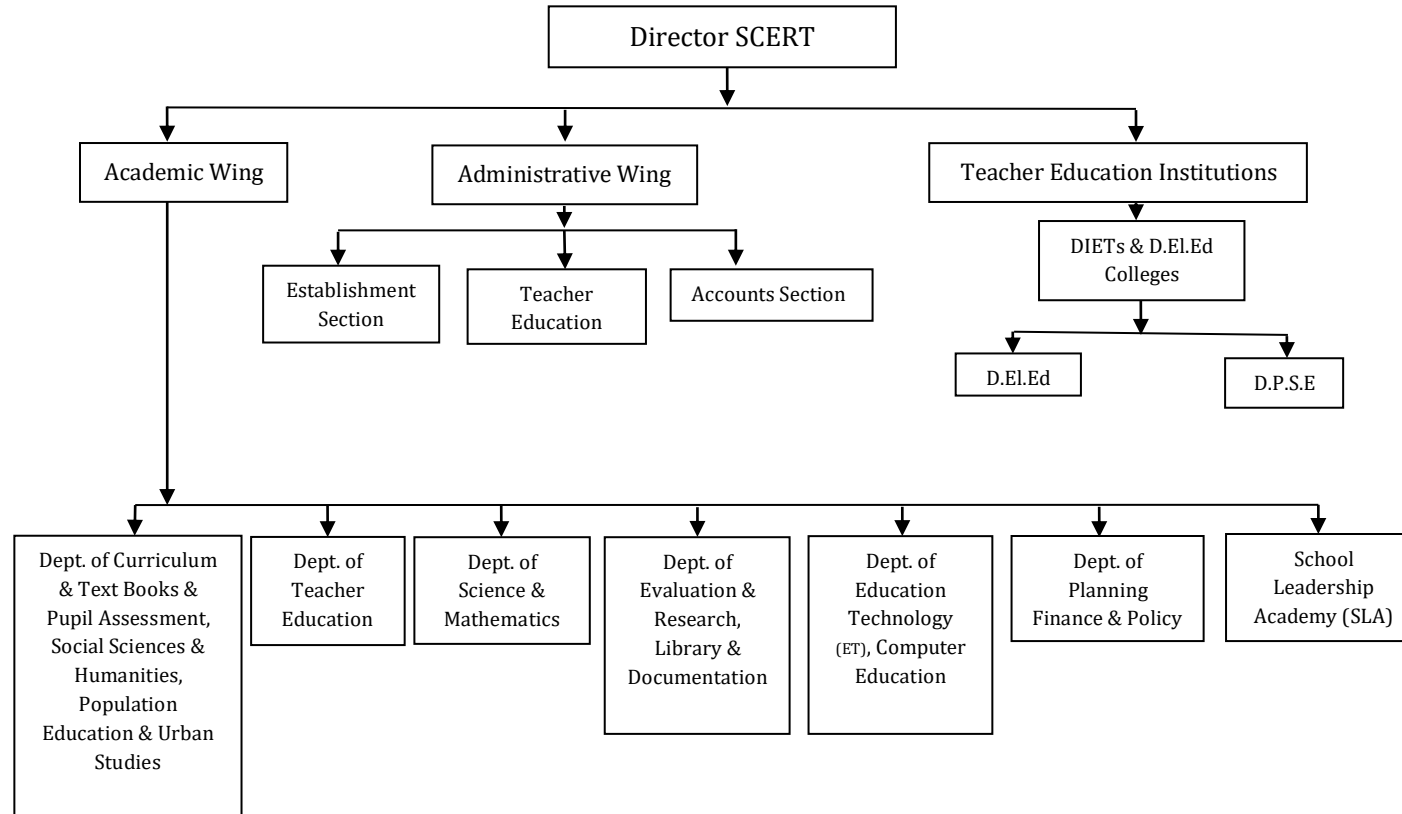 Director SCERT
Academic Wing
Administrative Wing
Teacher Education Institutions
Establishment
Section
Teacher
Education
Accounts Section
DIETs & D.El.Ed
Colleges
D.El.Ed
D.P.S.E
Dept. of Curriculum
& Text Books &
Pupil Assessment,
Social Sciences &
Humanities,
Population
Education & Urban
Studies
Dept. of
Teacher
Education
Dept. of
Science &
Mathematics
Dept. of
Evaluation &
Research,
Library &
Documentation
Dept. of
Education
Technology
(ET), Computer
Education
Dept. of
Planning
Finance & Policy
School
Leadership
Academy (SLA)